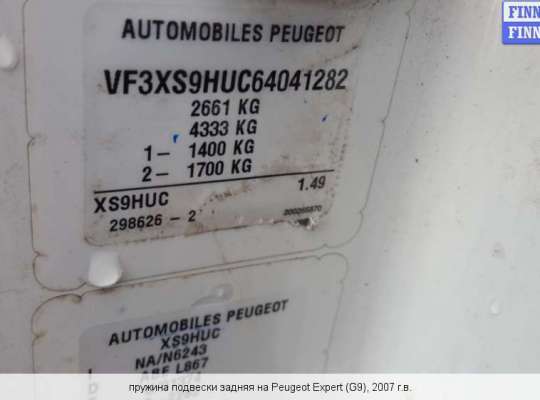 FINN
FINN
AUTOMOBILES PEUGEOT
VF3XS9HUC64041282
2661 KG
4333 KG
1- 1400 KG
2- 1700 KG
XS9HUC 1.49
298626 - 2
AUTOMOBILES PEUGEOT
XS9HUC
NA/N6243
ABE L867
пружина подвески задняя на Peugeot Expert (G9), 2007 г.в.